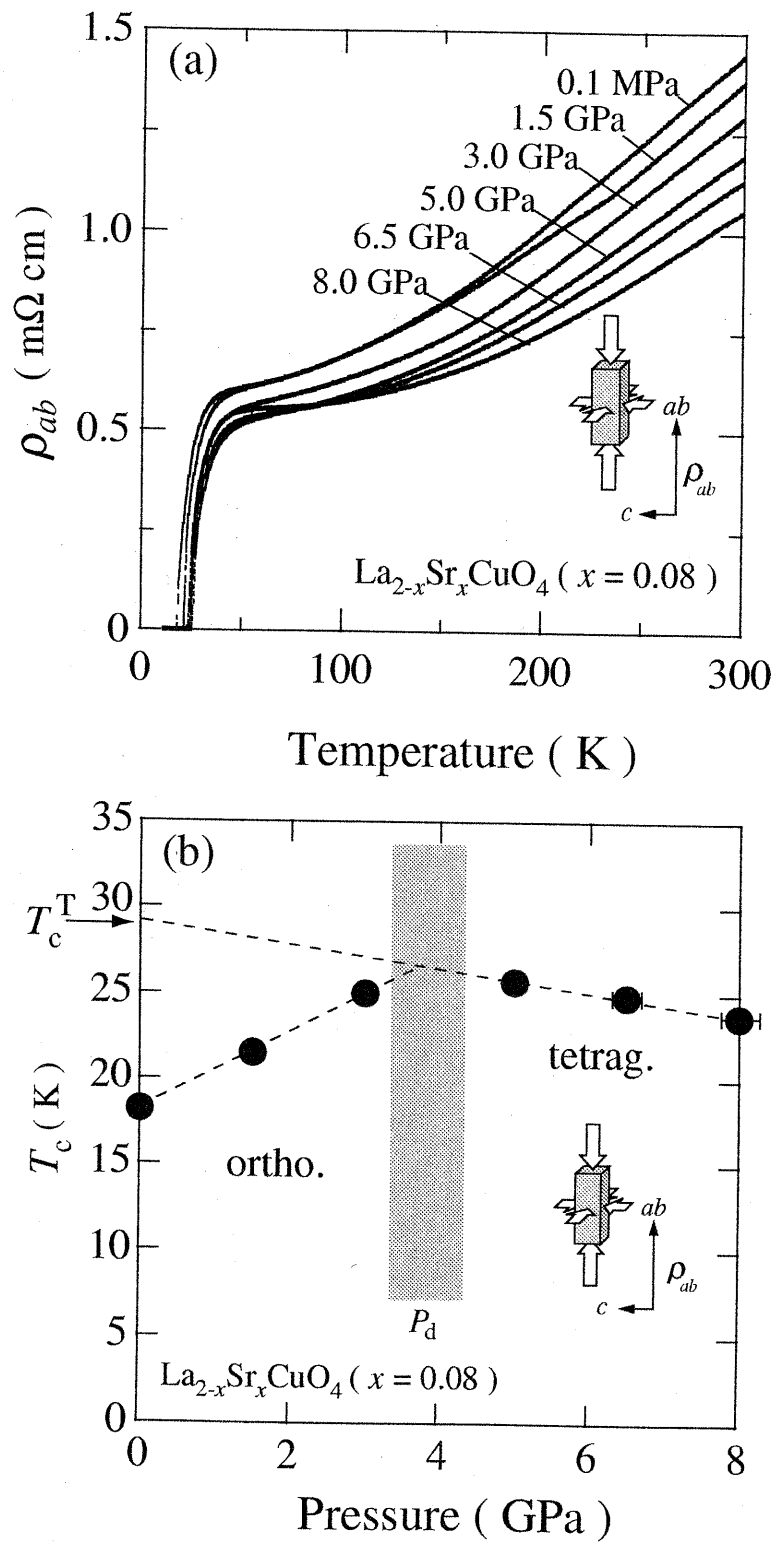 1.5
(a)
0.1 MPa
1.5 GPa
3.0 GPa
5.0 GPa
6.5 GPa
8.0 GPa
1.0
0.5
0
ρab ( mΩ cm )
ab
ρab
c
La2-xSrxCuO4 ( x = 0.08 )
0 100 200 300
Temperature ( K )
35
(b)
30
TcT
25
20
15
10
5
0
Tc ( K )
tetrag.
ortho.
ab
ρab
c
Pd
La2-xSrxCuO4 ( x = 0.08 )
0 2 4 6 8
Pressure ( GPa )